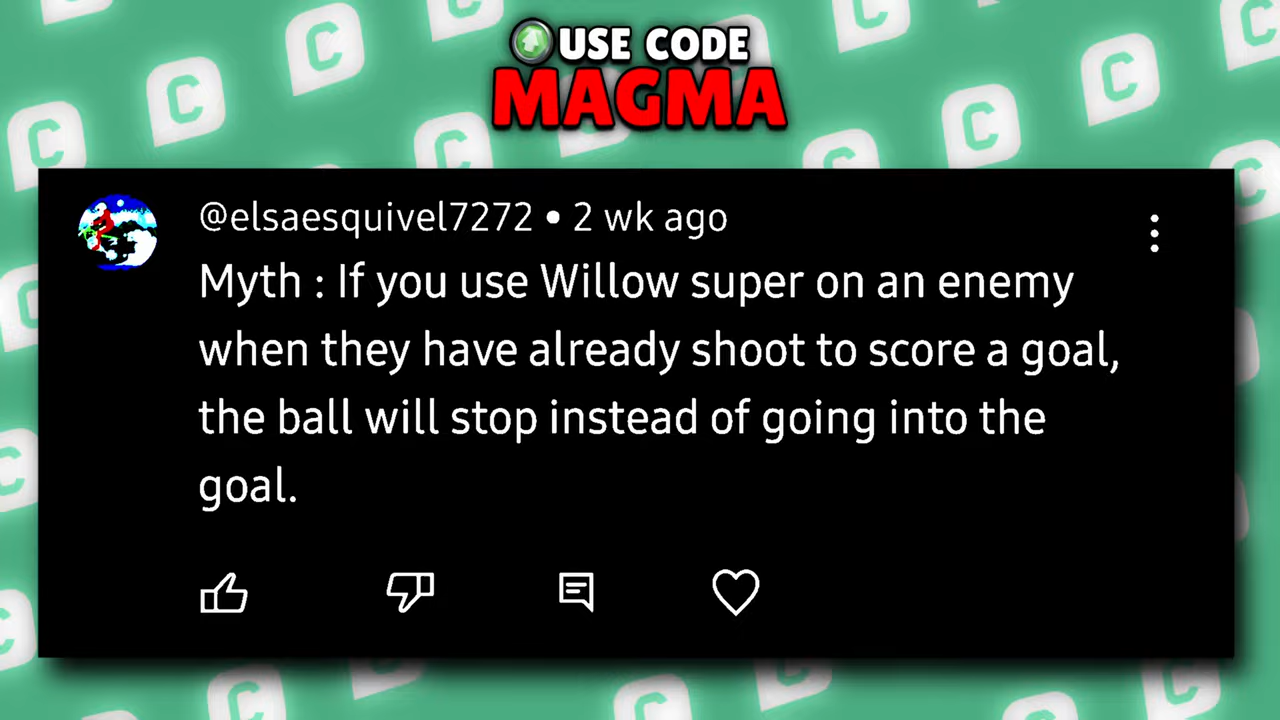 USE CODE
MAGMA
@elsaesquivel7272 • 2 wk ago
Myth : If you use Willow super on an enemy
when they have already shoot to score a goal,
the ball will stop instead of going into the
goal.